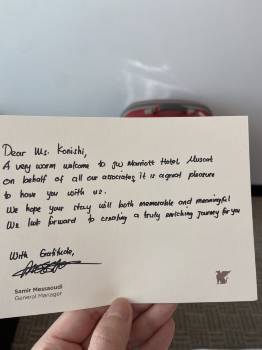 Dear Ms. Konishi,
A very warm welcome to JW Marriott Hotel Muscat
on behalf of all our associates, it is a great pleasure
to have you with us.
We hope your stay will both memorable and meaningful
We look forward to creating a truly enriching journey for you
With Gratitude,
Samir Messaoudi
General Manager